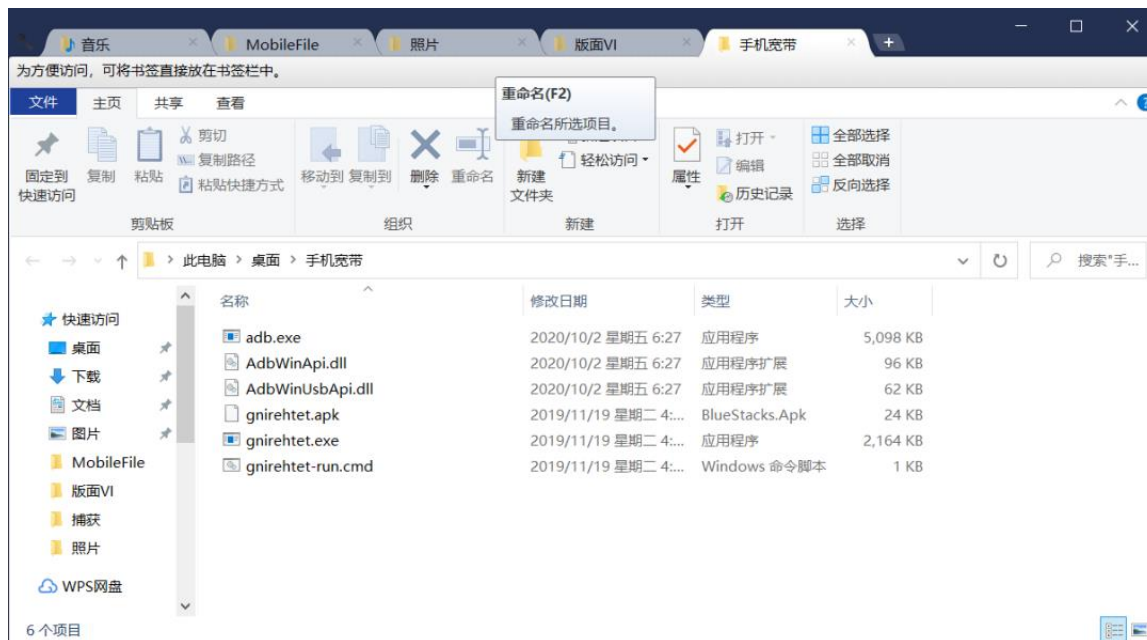 音乐 MobileFile 照片 版面VI 手机宽带
为方便访问，可将书签直接放在书签栏中。
文件 主页 共享 查看
重命名(F2)
重命名所选项目。
固定到
快速访问
复制
粘贴
剪切
复制路径
粘贴快捷方式
剪贴板
移动到
复制到
删除
重命名
组织
新建
文件夹
轻松访问
新建
属性
打开
编辑
历史记录
打开
全部选择
全部取消
反向选择
选择
此电脑 > 桌面 > 手机宽带
搜索"手...
快速访问
桌面
下载
文档
图片
MobileFile
版面VI
捕获
照片
WPS网盘
名称 修改日期 类型 大小
adb.exe 2020/10/2 星期五 6:27 应用程序 5,098 KB
AdbWinApi.dll 2020/10/2 星期五 6:27 应用程序扩展 96 KB
AdbWinUsbApi.dll 2020/10/2 星期五 6:27 应用程序扩展 62 KB
gnirehtet.apk 2019/11/19 星期二 4:... BlueStacks.Apk 24 KB
gnirehtet.exe 2019/11/19 星期二 4:... 应用程序 2,164 KB
gnirehtet-run.cmd 2019/11/19 星期二 4:... Windows 命令脚本 1 KB
6 个项目